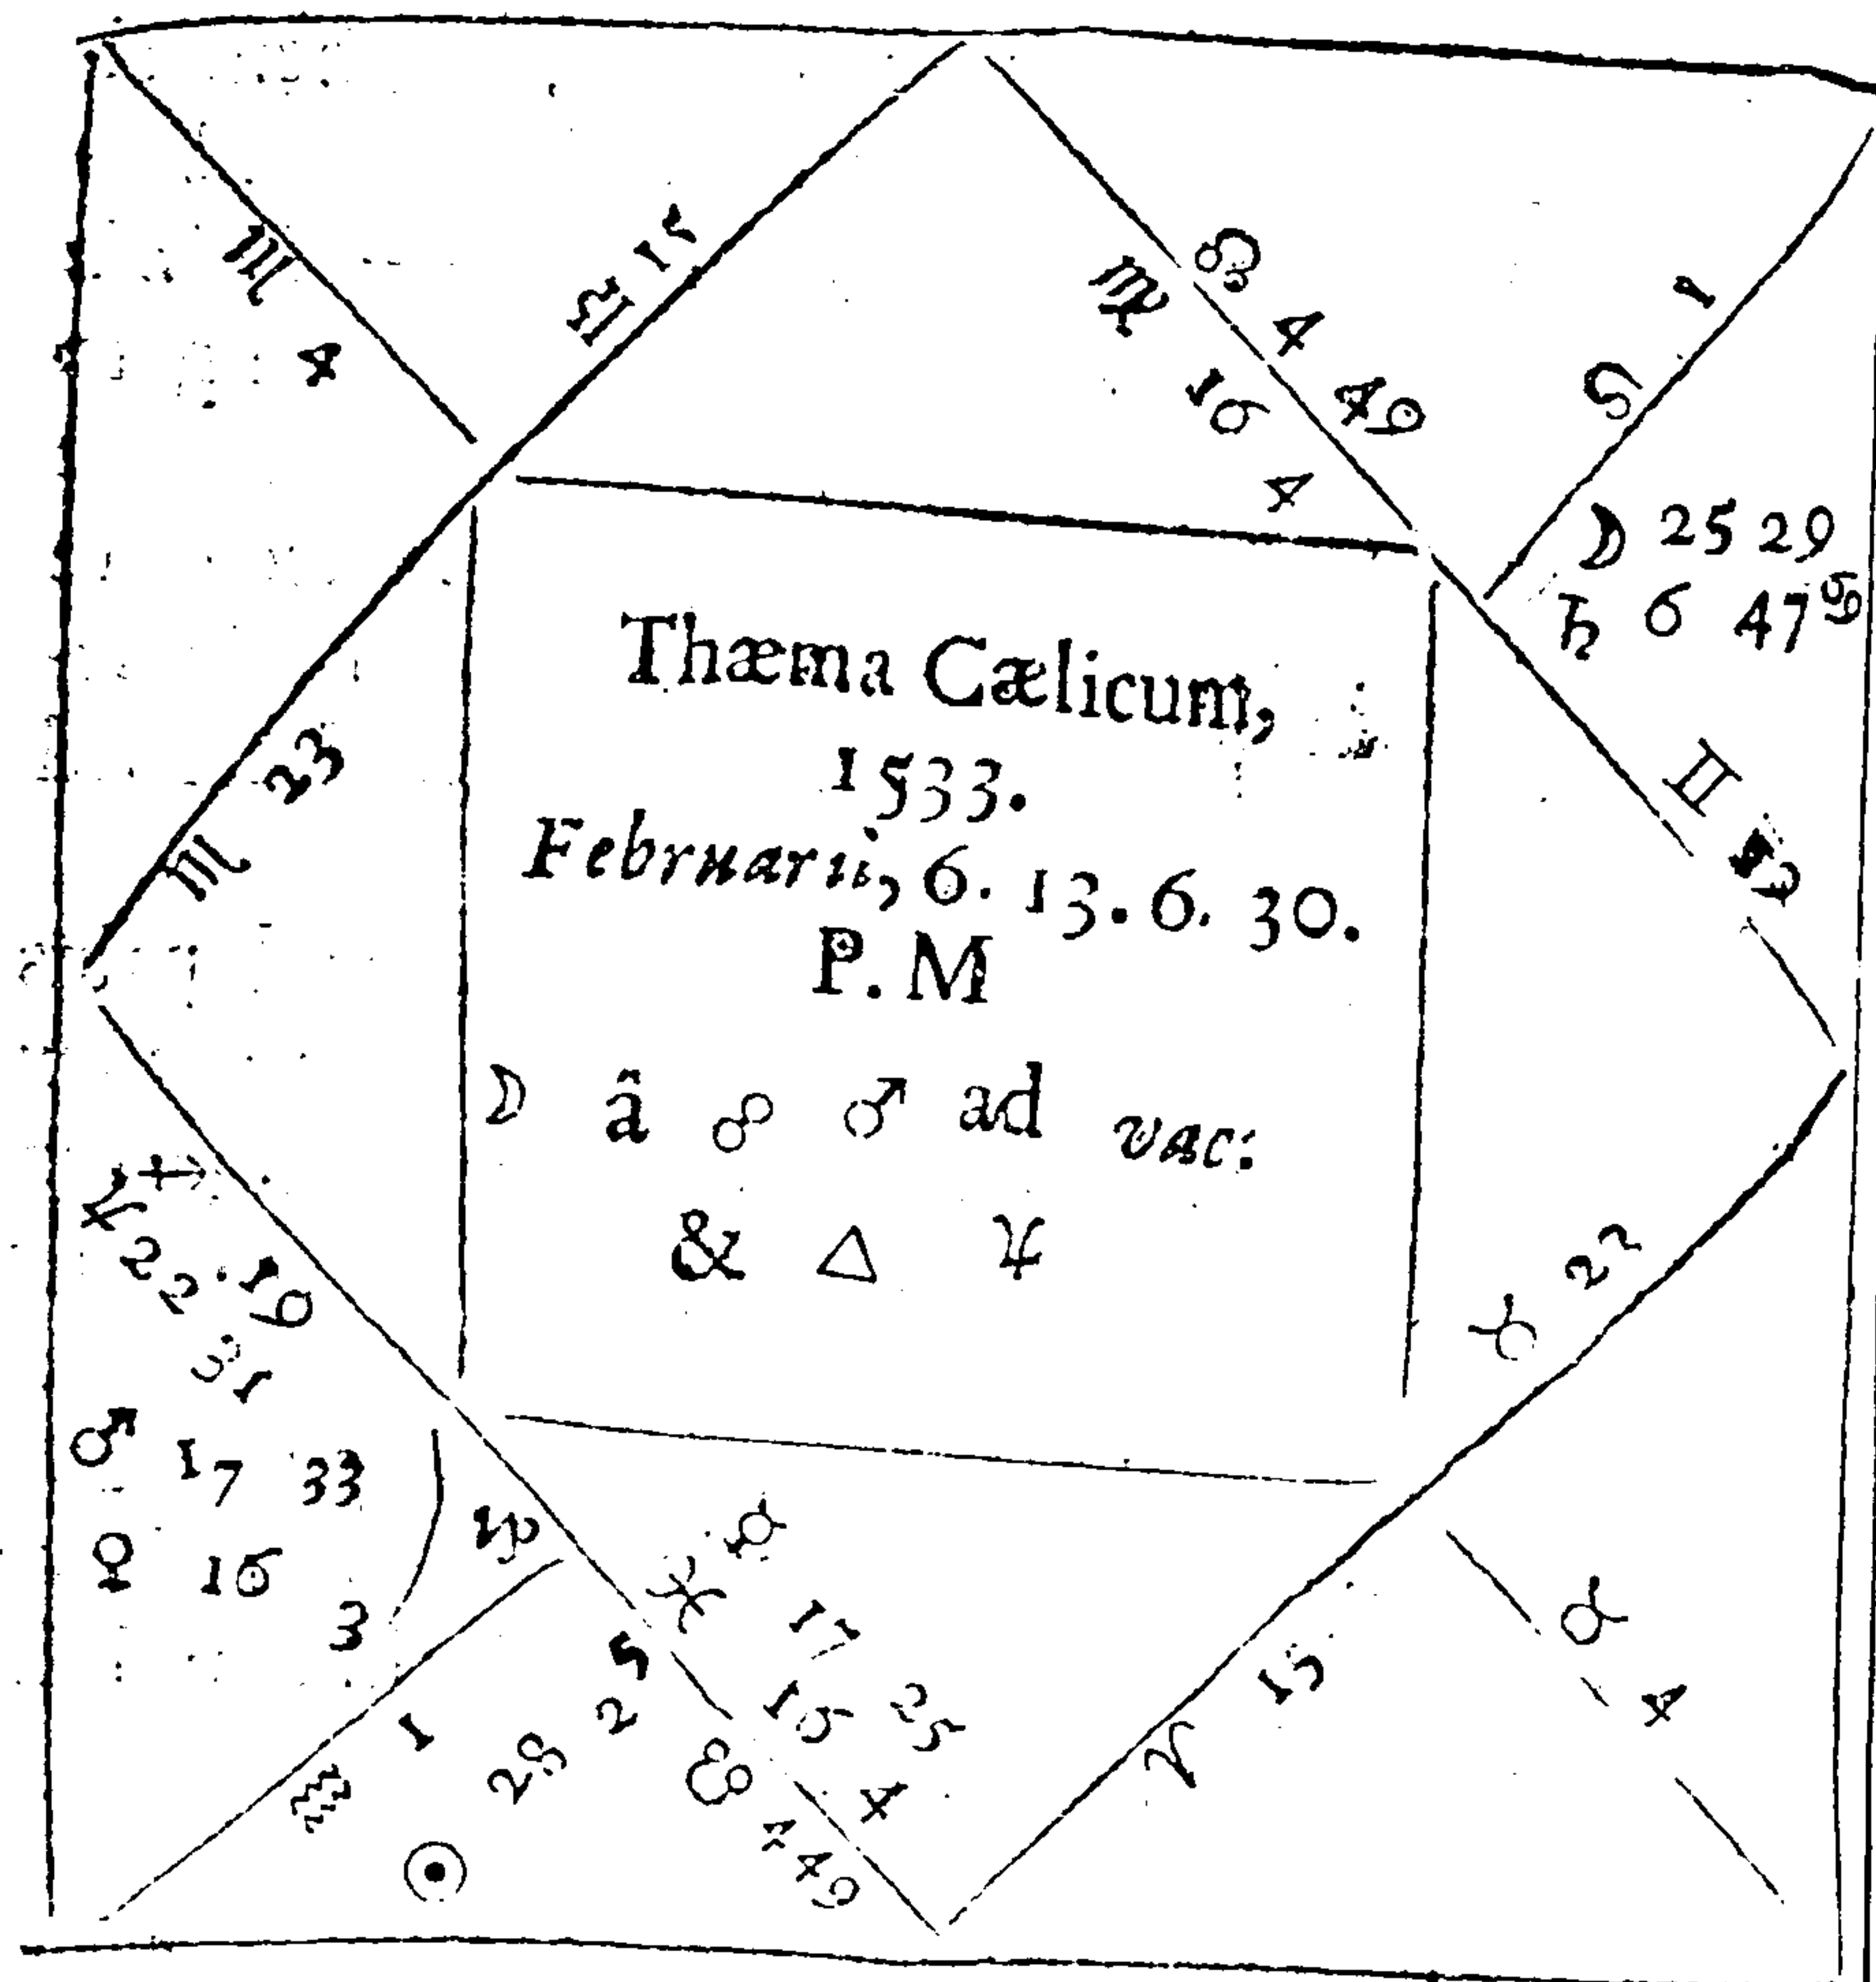 ♏ 4
♎ 15
♍ 16 4
☊ 4 49
♋ 1
☽ 25 29
♄ 6 47 ♋
♏ 23
Thæma Cælicum,
1533.
Februarii, 6. 13. 6. 30.
P. M
☽ â ☍ ♂ ad vac:
& △ ♃
♊
♉ 22
♐ 19
♃ 22 31
♂ 17 33
♀ 16 3
♑
♒ 1
☉ 28 25
♓ 15 4
☿ 17 25
☋ 4 49
♈ 15
♉ 4